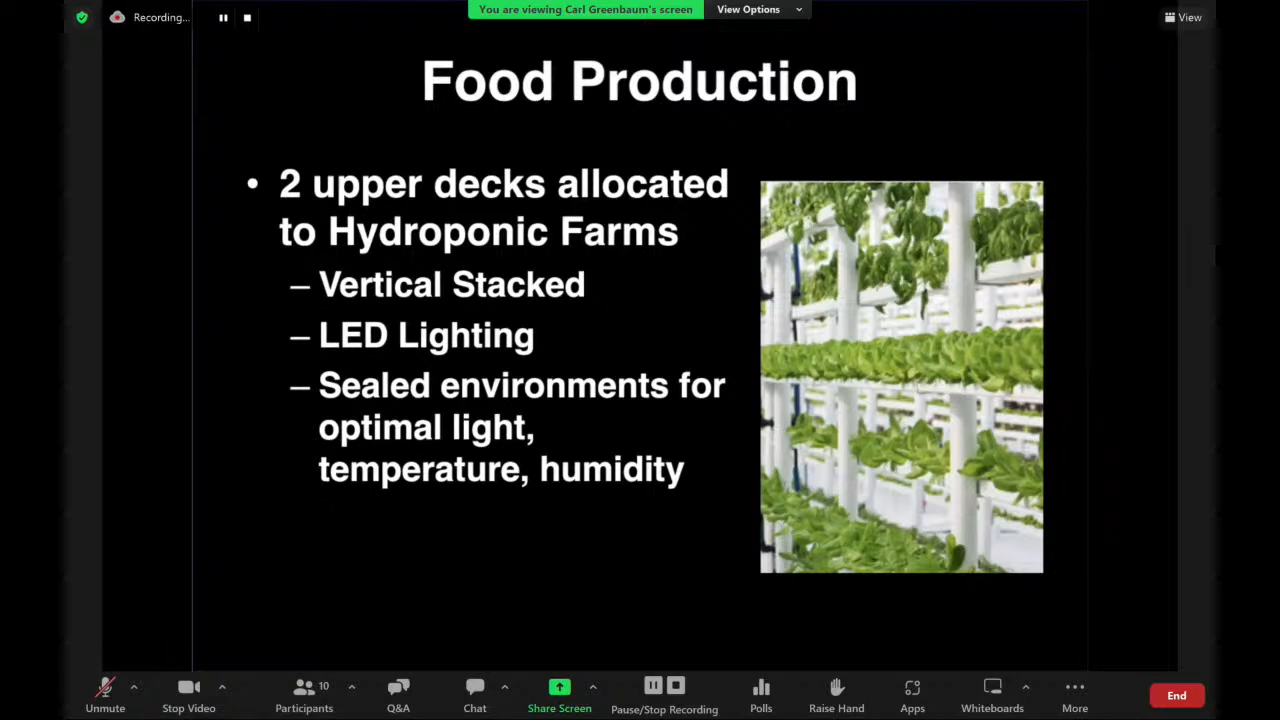 You are viewing Carl Greenbaum's screen
View Options
Recording...
View
Food Production
• 2 upper decks allocated
to Hydroponic Farms
– Vertical Stacked
– LED Lighting
– Sealed environments for
optimal light,
temperature, humidity
10
Unmute
Stop Video
Participants
Q&A
Chat
Share Screen
Pause/Stop Recording
Polls
Raise Hand
Apps
Whiteboards
More
End